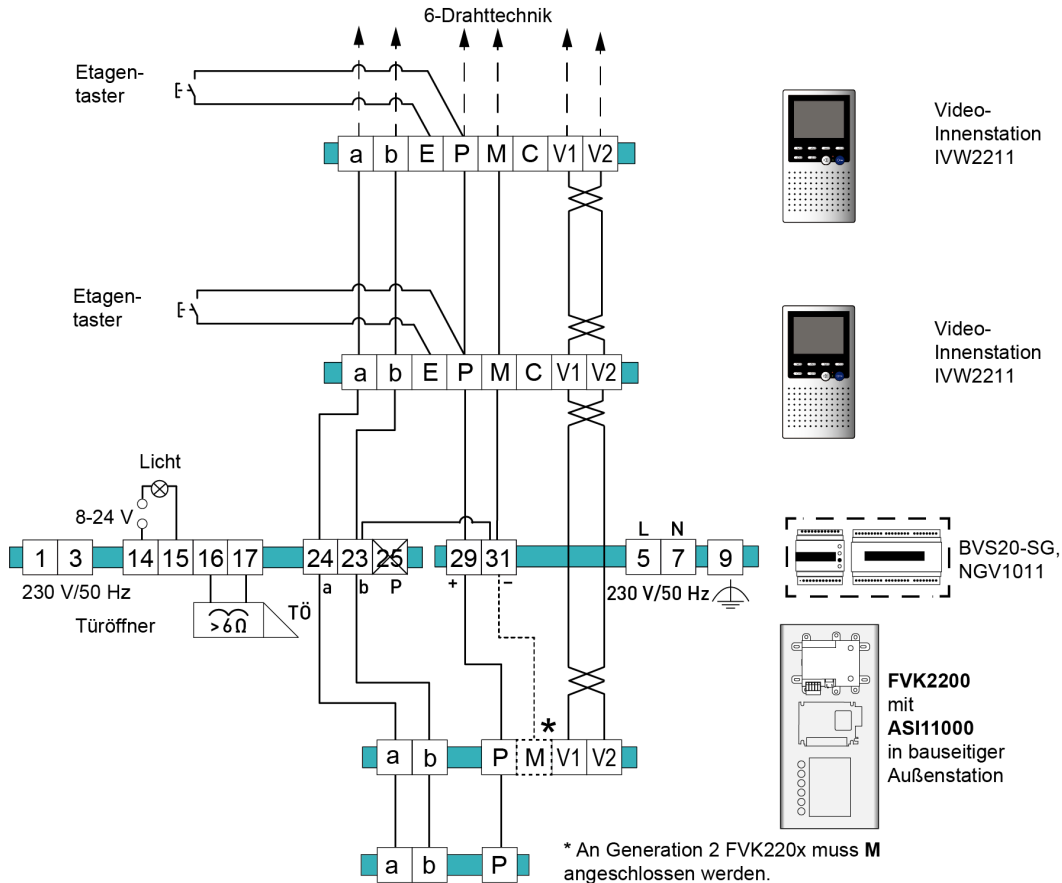 6-Drahttechnik
Etagen-
taster
a b E P M C V1 V2
Video-
Innenstation
IVW2211
Etagen-
taster
a b E P M C V1 V2
Video-
Innenstation
IVW2211
Licht
8-24 V
1 3 14 15 16 17 24 23 25 29 31 5 7 9
L N
a b P + –
230 V/50 Hz
230 V/50 Hz
Türöffner
>6Ω
TÖ
BVS20-SG,
NGV1011
FVK2200
mit
ASI11000
in bauseitiger
Außenstation
*
a b P M V1 V2
a b P
* An Generation 2 FVK220x muss M
angeschlossen werden.